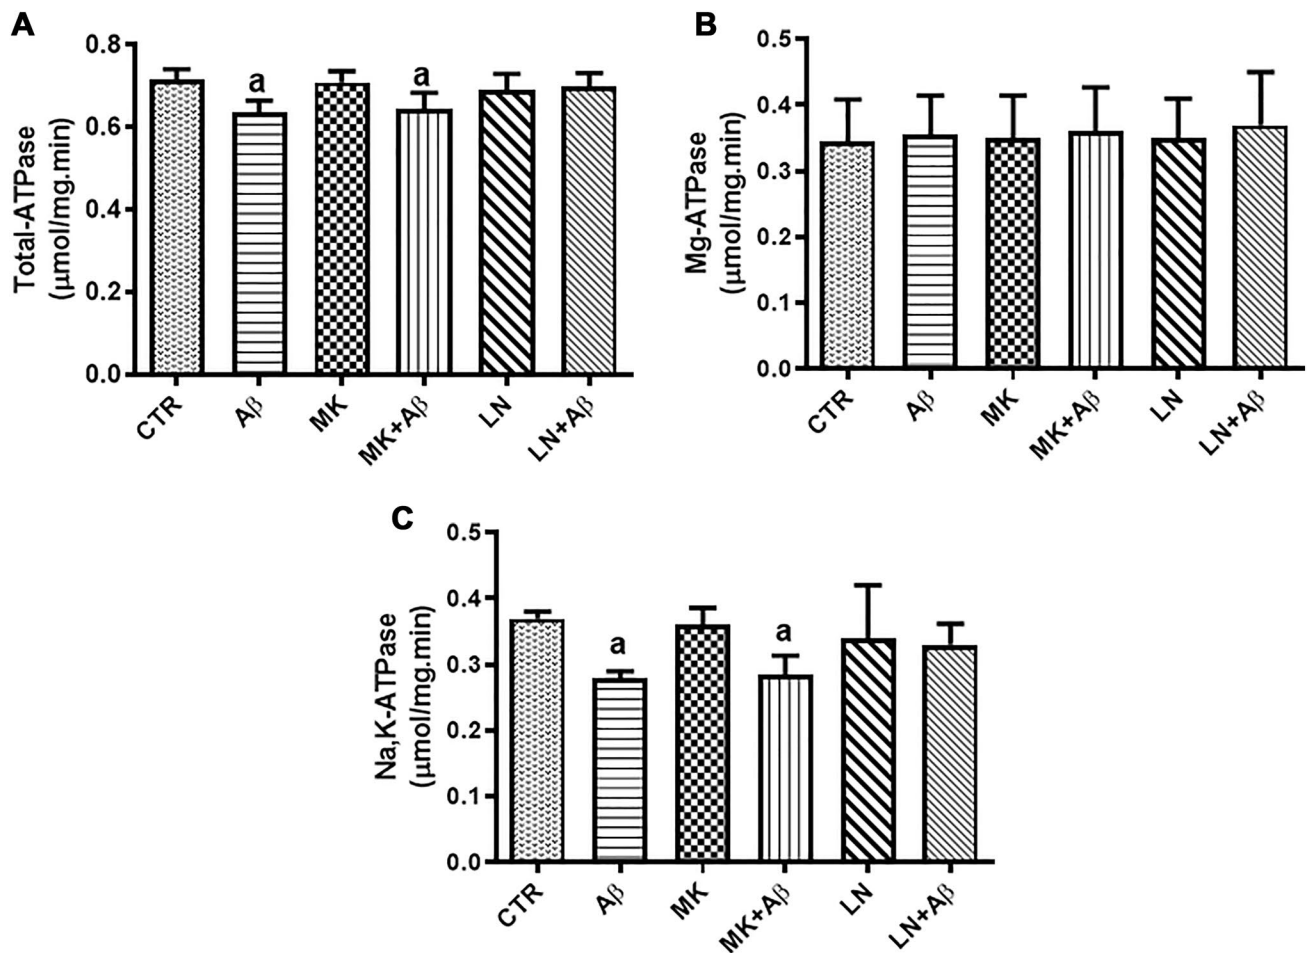 A
Total-ATPase
(μmol/mg.min)
0.8
0.6
0.4
0.2
0.0
a
a
CTR
Aβ
MK
MK+Aβ
LN
LN+Aβ
B
Mg-ATPase
(μmol/mg.min)
0.5
0.4
0.3
0.2
0.1
0.0
CTR
Aβ
MK
MK+Aβ
LN
LN+Aβ
C
Na,K-ATPase
(μmol/mg.min)
0.5
0.4
0.3
0.2
0.1
0.0
a
a
CTR
Aβ
MK
MK+Aβ
LN
LN+Aβ